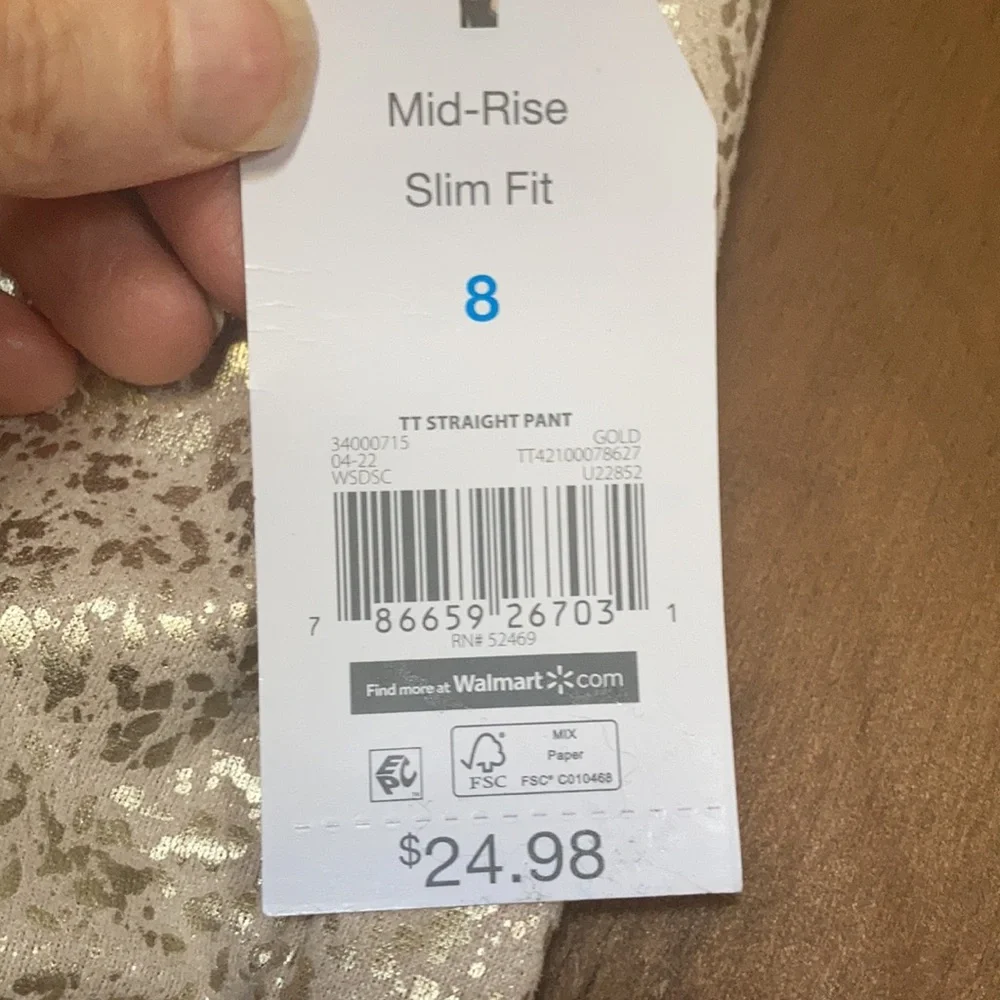 Mid-Rise
Slim Fit
8
TT STRAIGHT PANT
34000715 GOLD
04-22 TT42100078627
WSDSC U22852
7 86659 26703 1
RN# 52469
Find more at Walmart.com
EPC
FSC
MIX
Paper
FSC® C010468
$24.98